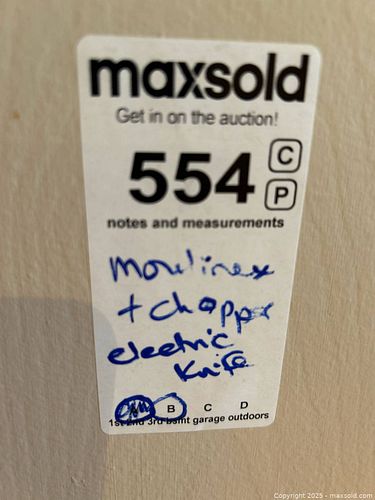 maxsold
Get in on the auction!
554 C
P
notes and measurements
moulinex
+ chopper
electric
Knife
B C D
1st 2nd 3rd bsmt garage outdoors
Copyright © 2025 - maxsold.com